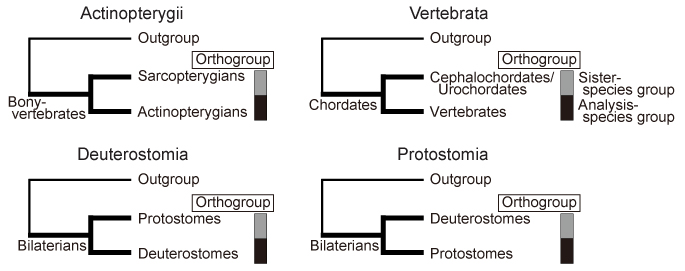 Actinopterygii
Outgroup
Orthogroup
Sarcopterygians
Bony-
vertebrates
Actinopterygians
Vertebrata
Outgroup
Orthogroup
Cephalochordates/
Urochordates
Sister-
species group
Chordates
Vertebrates
Analysis-
species group
Deuterostomia
Outgroup
Orthogroup
Protostomes
Bilaterians
Deuterostomes
Protostomia
Outgroup
Orthogroup
Deuterostomes
Bilaterians
Protostomes